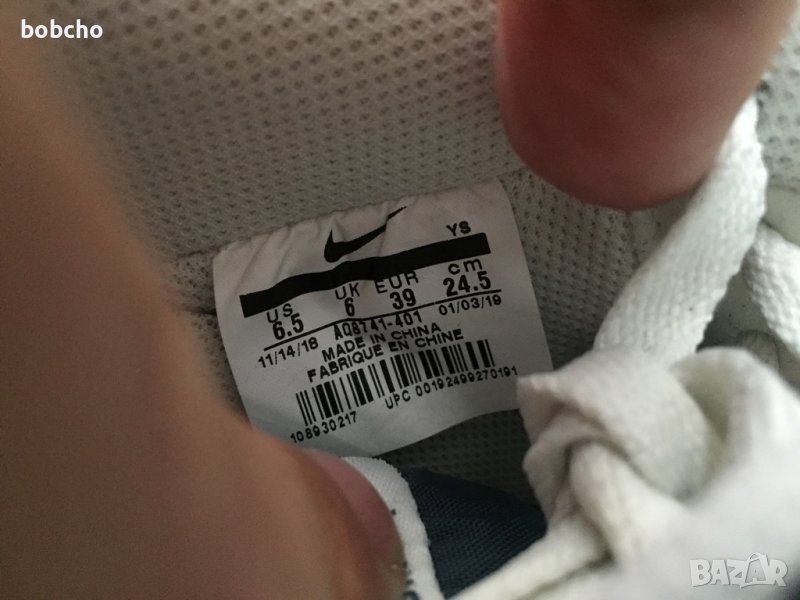 bobcho
YS
US UK EUR cm
6.5 6 39 24.5
11/14/18 AQ8741-401 01/03/19
MADE IN CHINA
FABRIQUE EN CHINE
108930217 UPC 00192499270191
BAZAR